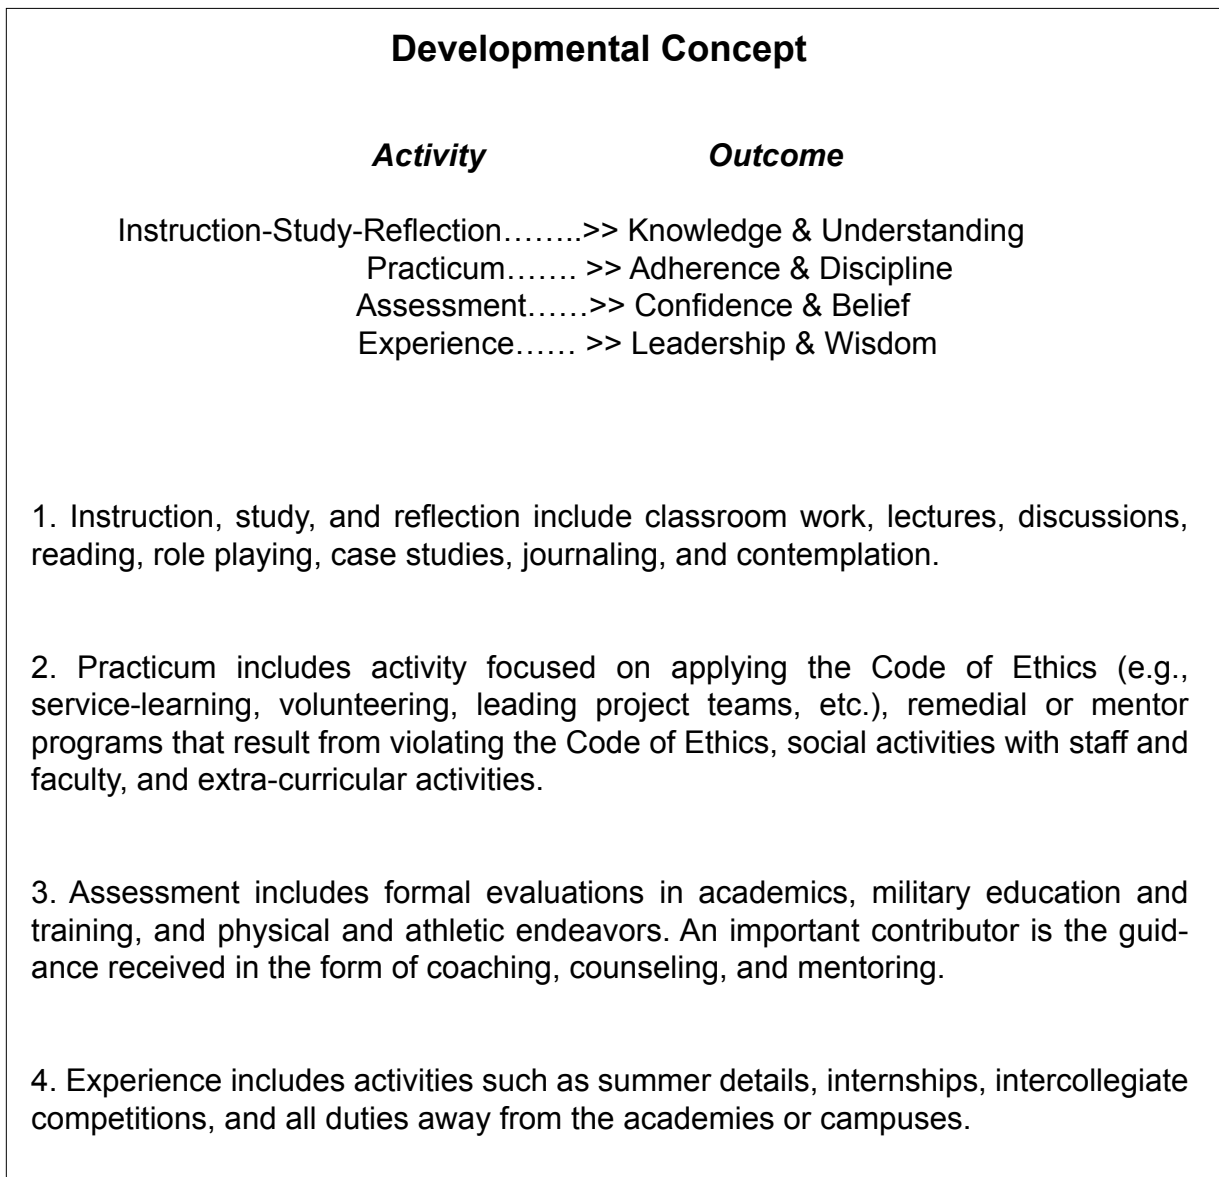 Developmental Concept
Activity Outcome
Instruction-Study-Reflection……..>> Knowledge & Understanding
Practicum……. >> Adherence & Discipline
Assessment……>> Confidence & Belief
Experience…… >> Leadership & Wisdom
1. Instruction, study, and reflection include classroom work, lectures, discussions,
reading, role playing, case studies, journaling, and contemplation.
2. Practicum includes activity focused on applying the Code of Ethics (e.g.,
service-learning, volunteering, leading project teams, etc.), remedial or mentor
programs that result from violating the Code of Ethics, social activities with staff and
faculty, and extra-curricular activities.
3. Assessment includes formal evaluations in academics, military education and
training, and physical and athletic endeavors. An important contributor is the guid-
ance received in the form of coaching, counseling, and mentoring.
4. Experience includes activities such as summer details, internships, intercollegiate
competitions, and all duties away from the academies or campuses.